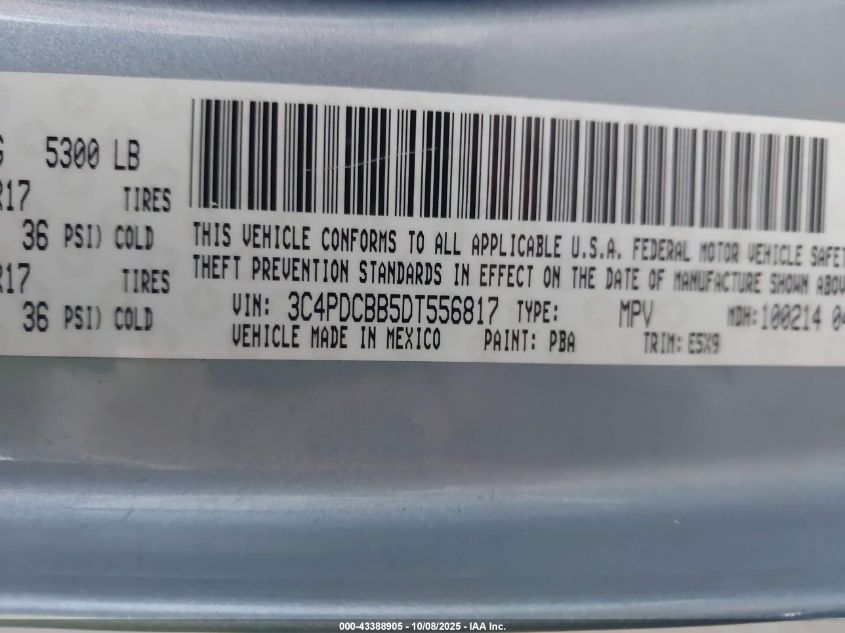 5300 LB
R17 TIRES
36 PSI) COLD
R17 TIRES
36 PSI) COLD
THIS VEHICLE CONFORMS TO ALL APPLICABLE U.S.A. FEDERAL MOTOR VEHICLE SAFET
THEFT PREVENTION STANDARDS IN EFFECT ON THE DATE OF MANUFACTURE SHOWN ABOV
VIN: 3C4PDCBB5DT556817 TYPE: MPV MDH:100214 04
VEHICLE MADE IN MEXICO PAINT: PBA TRIM: E5X9
000-43388905 - 10/08/2025 - IAA Inc.